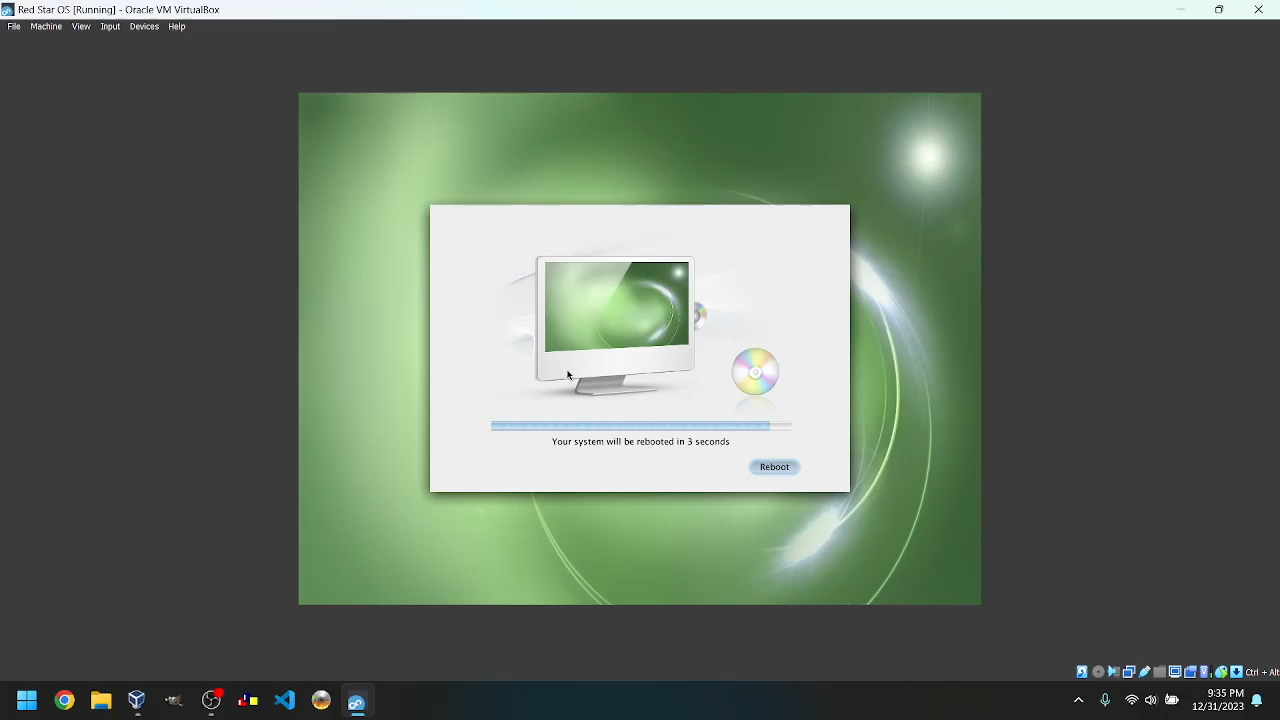 Red Star OS [Running] - Oracle VM VirtualBox
File Machine View Input Devices Help
Your system will be rebooted in 3 seconds
Reboot
Ctrl + Alt
9:35 PM
12/31/2023